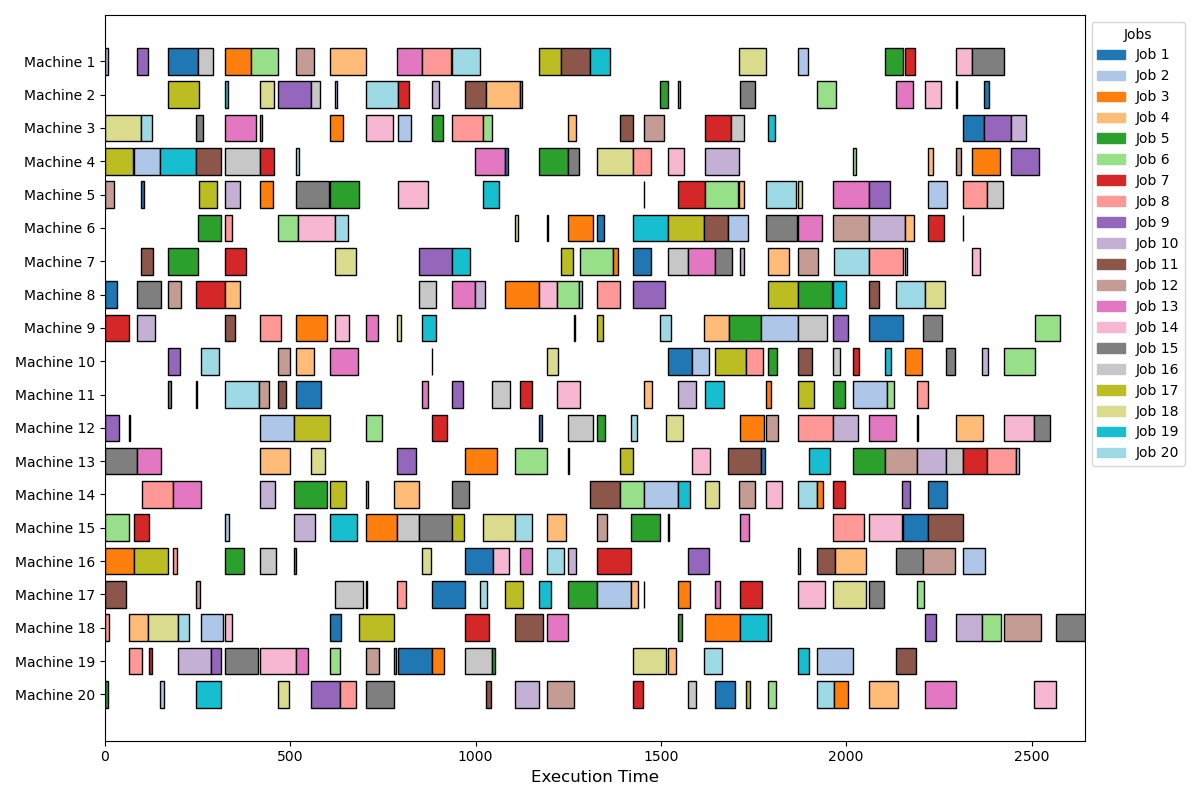 Machine 1
Machine 2
Machine 3
Machine 4
Machine 5
Machine 6
Machine 7
Machine 8
Machine 9
Machine 10
Machine 11
Machine 12
Machine 13
Machine 14
Machine 15
Machine 16
Machine 17
Machine 18
Machine 19
Machine 20
0 500 1000 1500 2000 2500
Execution Time
Jobs
Job 1
Job 2
Job 3
Job 4
Job 5
Job 6
Job 7
Job 8
Job 9
Job 10
Job 11
Job 12
Job 13
Job 14
Job 15
Job 16
Job 17
Job 18
Job 19
Job 20